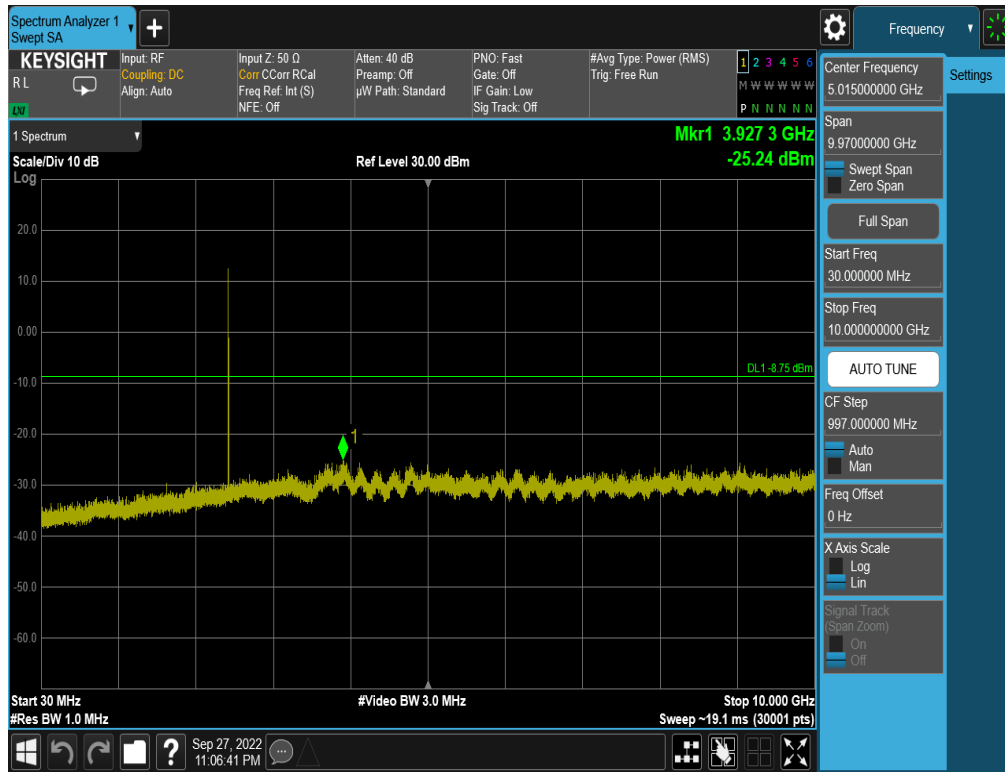 Spectrum Analyzer 1
Swept SA
Frequency
KEYSIGHT
R L
LXI
Input: RF
Coupling: DC
Align: Auto
Input Z: 50 Ω
Corr CCorr RCal
Freq Ref: Int (S)
NFE: Off
Atten: 40 dB
Preamp: Off
µW Path: Standard
PNO: Fast
Gate: Off
IF Gain: Low
Sig Track: Off
#Avg Type: Power (RMS)
Trig: Free Run
1 2 3 4 5 6
M W W W W W
P N N N N N
1 Spectrum
Mkr1 3.927 3 GHz
-25.24 dBm
Scale/Div 10 dB
Ref Level 30.00 dBm
Log
20.0
10.0
0.00
DL1 -8.75 dBm
-10.0
-20.0
1
-30.0
-40.0
-50.0
-60.0
Start 30 MHz
#Video BW 3.0 MHz
Stop 10.000 GHz
#Res BW 1.0 MHz
Sweep ~19.1 ms (30001 pts)
Center Frequency
5.015000000 GHz
Settings
Span
9.97000000 GHz
Swept Span
Zero Span
Full Span
Start Freq
30.000000 MHz
Stop Freq
10.000000000 GHz
AUTO TUNE
CF Step
997.000000 MHz
Auto
Man
Freq Offset
0 Hz
X Axis Scale
Log
Lin
Signal Track
(Span Zoom)
On
Off
?
Sep 27, 2022
11:06:41 PM